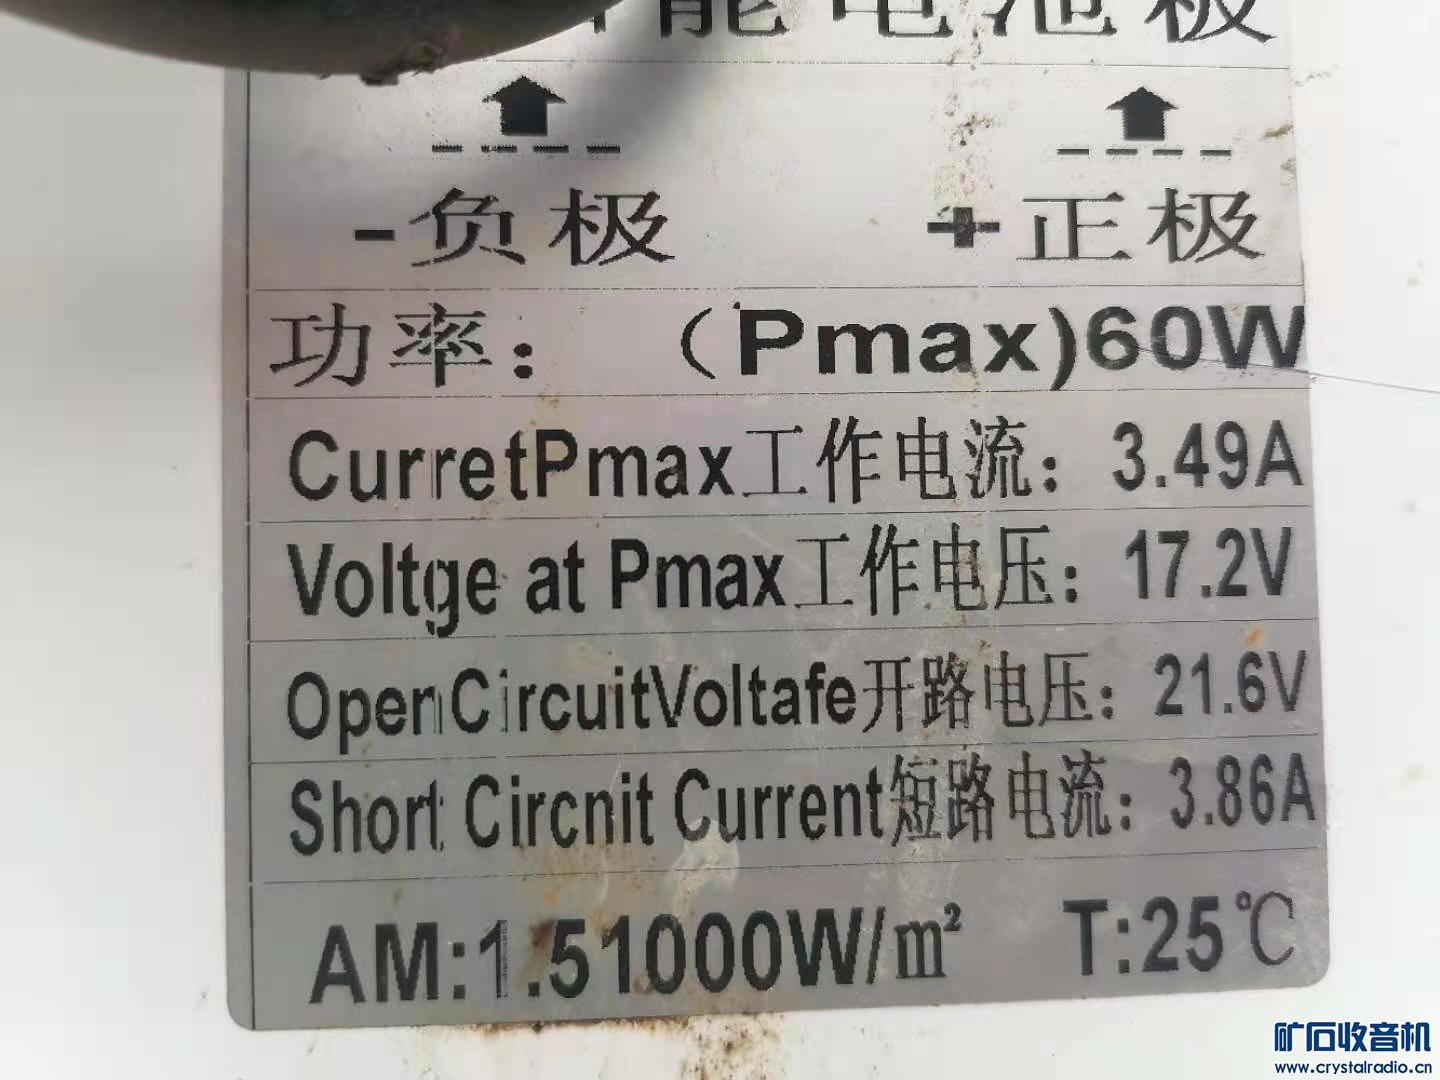 能电池极
-负极 +正极
功率: (Pmax)60W
CurretPmax工作电流: 3.49A
Voltge at Pmax工作电压: 17.2V
OpenCircuitVoltafe开路电压: 21.6V
Short Circnit Current短路电流: 3.86A
AM:1.51000W/m² T:25℃
矿石收音机
www.crystalradio.cn